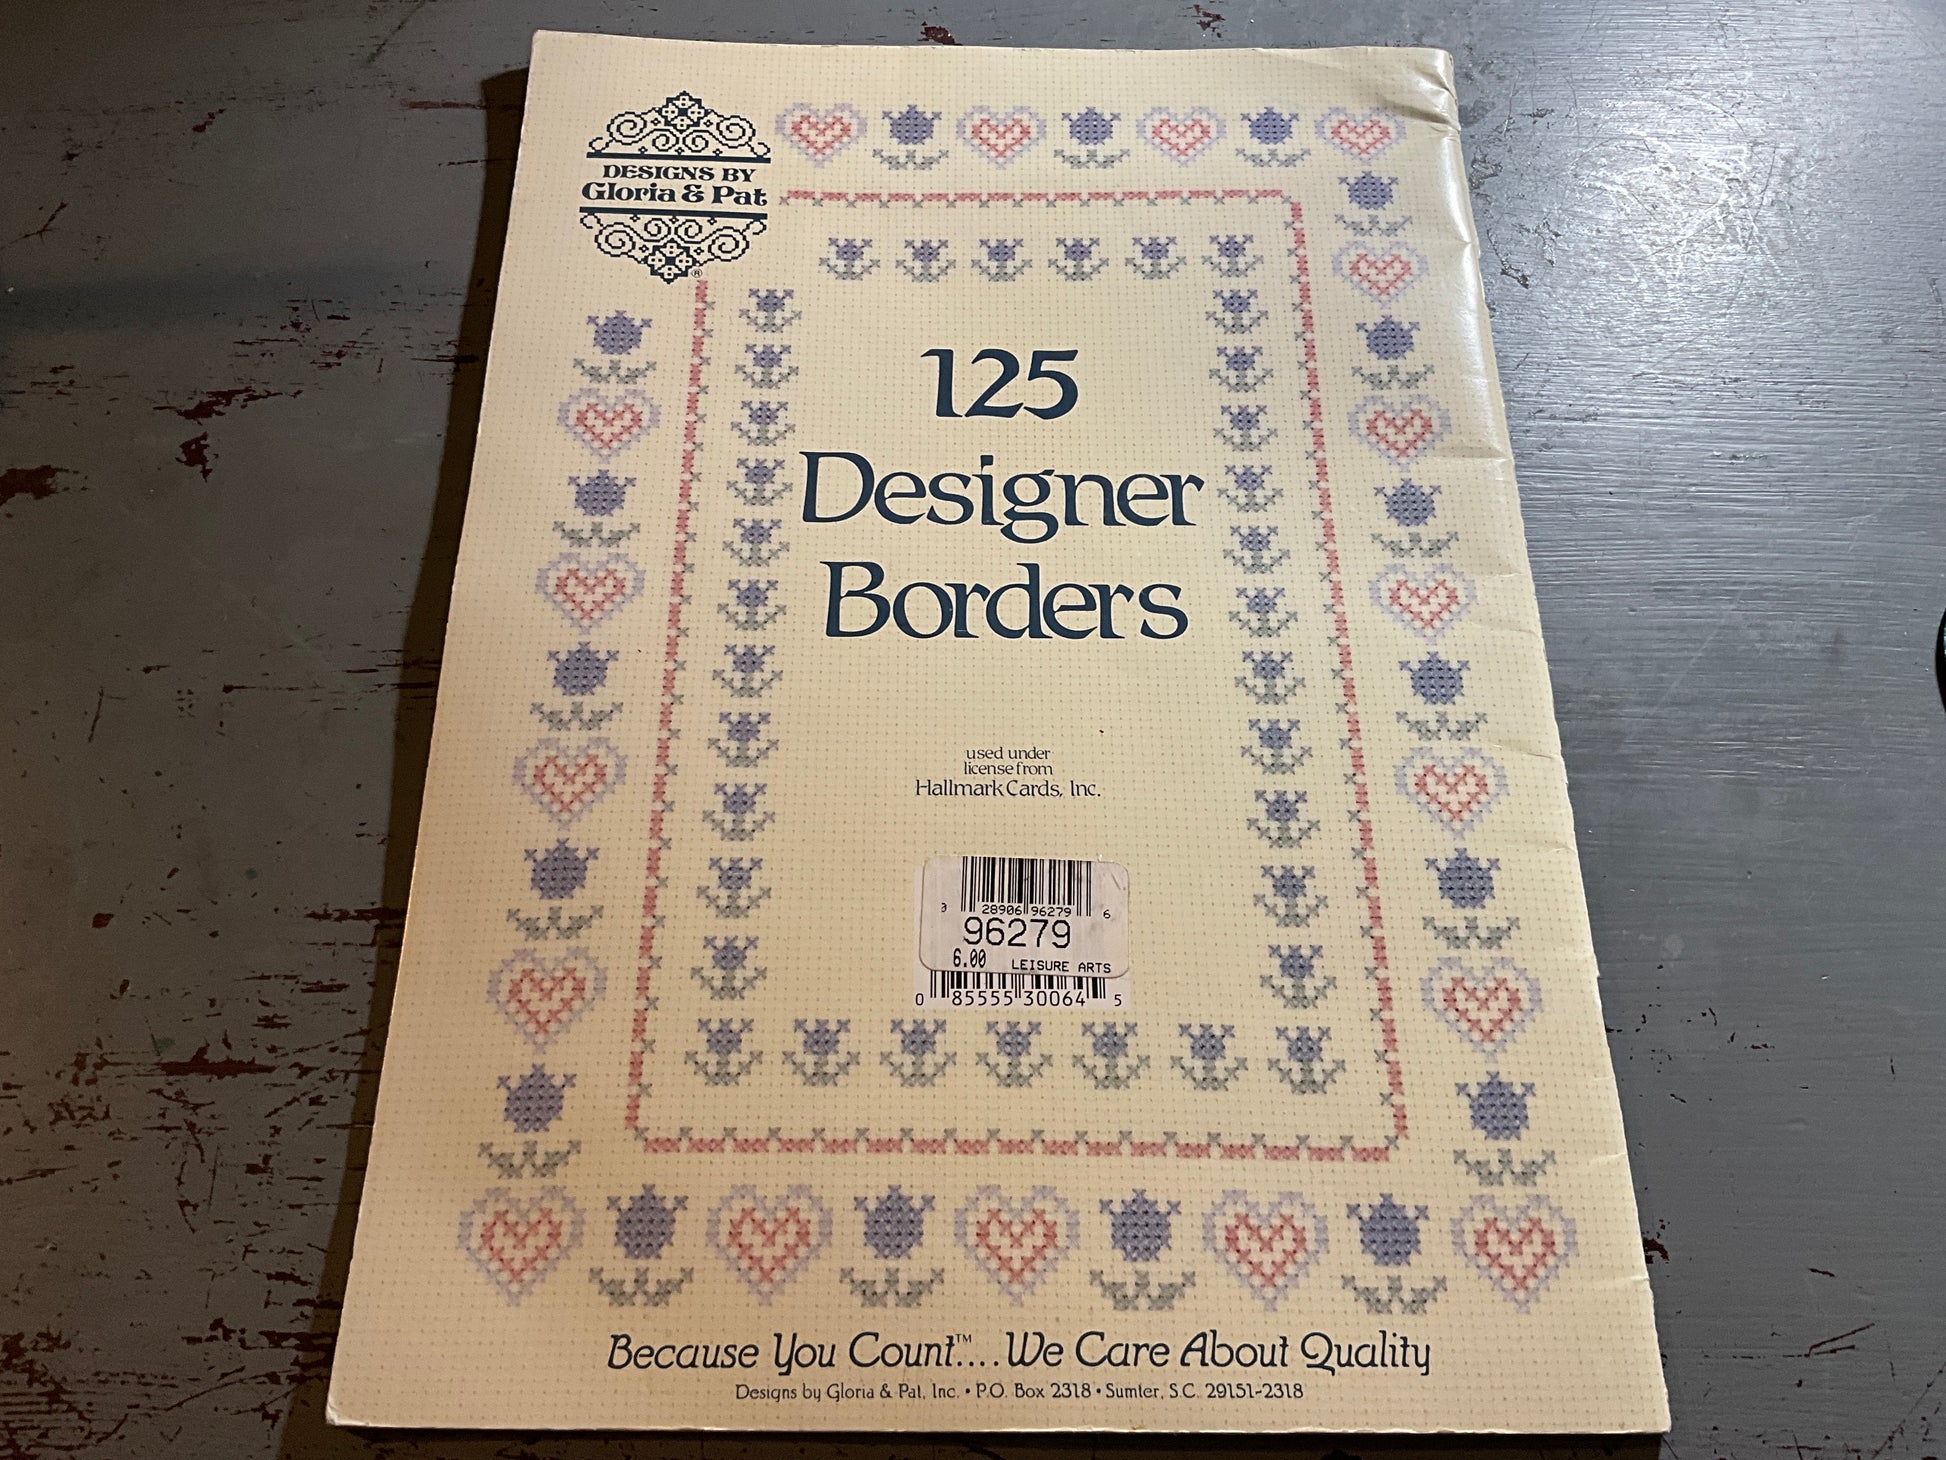 DESIGNS BY
Gloria & Pat
®
125
Designer
Borders
used under
license from
Hallmark Cards, Inc.
0 28906 96279 6
96279
6.00 LEISURE ARTS
0 85555 30064 5
Because You Count™....We Care About Quality
Designs by Gloria & Pat, Inc. • P.O. Box 2318 • Sumter, S.C. 29151-2318